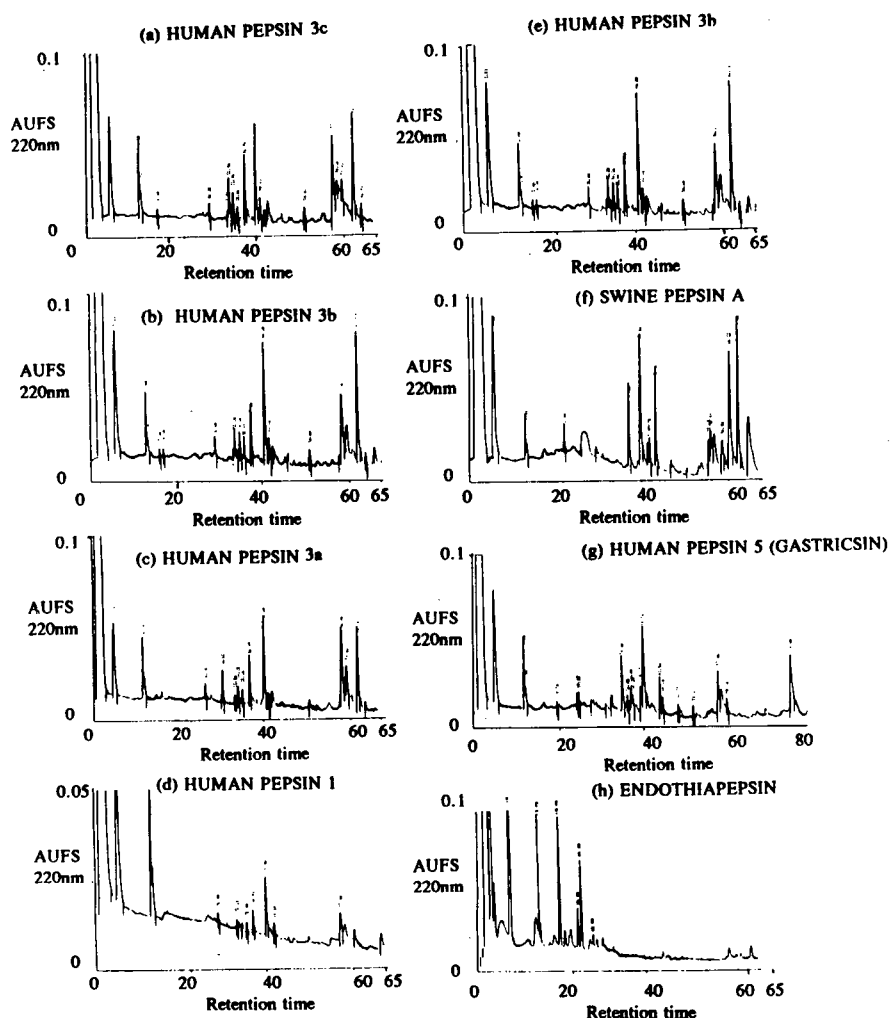 (a) HUMAN PEPSIN 3c
0.1
AUFS
220nm
0
0 20 40 60 65
Retention time
(b) HUMAN PEPSIN 3b
0.1
AUFS
220nm
0
0 20 40 60 65
Retention time
(c) HUMAN PEPSIN 3a
0.1
AUFS
220nm
0
0 20 40 60 65
Retention time
(d) HUMAN PEPSIN 1
0.05
AUFS
220nm
0
0 20 40 60 65
Retention time
(e) HUMAN PEPSIN 3b
0.1
AUFS
220nm
0
0 20 40 60 65
Retention time
(f) SWINE PEPSIN A
0.1
AUFS
220nm
0
0 20 40 60 65
Retention time
(g) HUMAN PEPSIN 5 (GASTRICSIN)
0.1
AUFS
220nm
0
0 20 40 60 80
Retention time
(h) ENDOTHIAPEPSIN
0.1
AUFS
220nm
0
0 20 40 60 65
Retention time